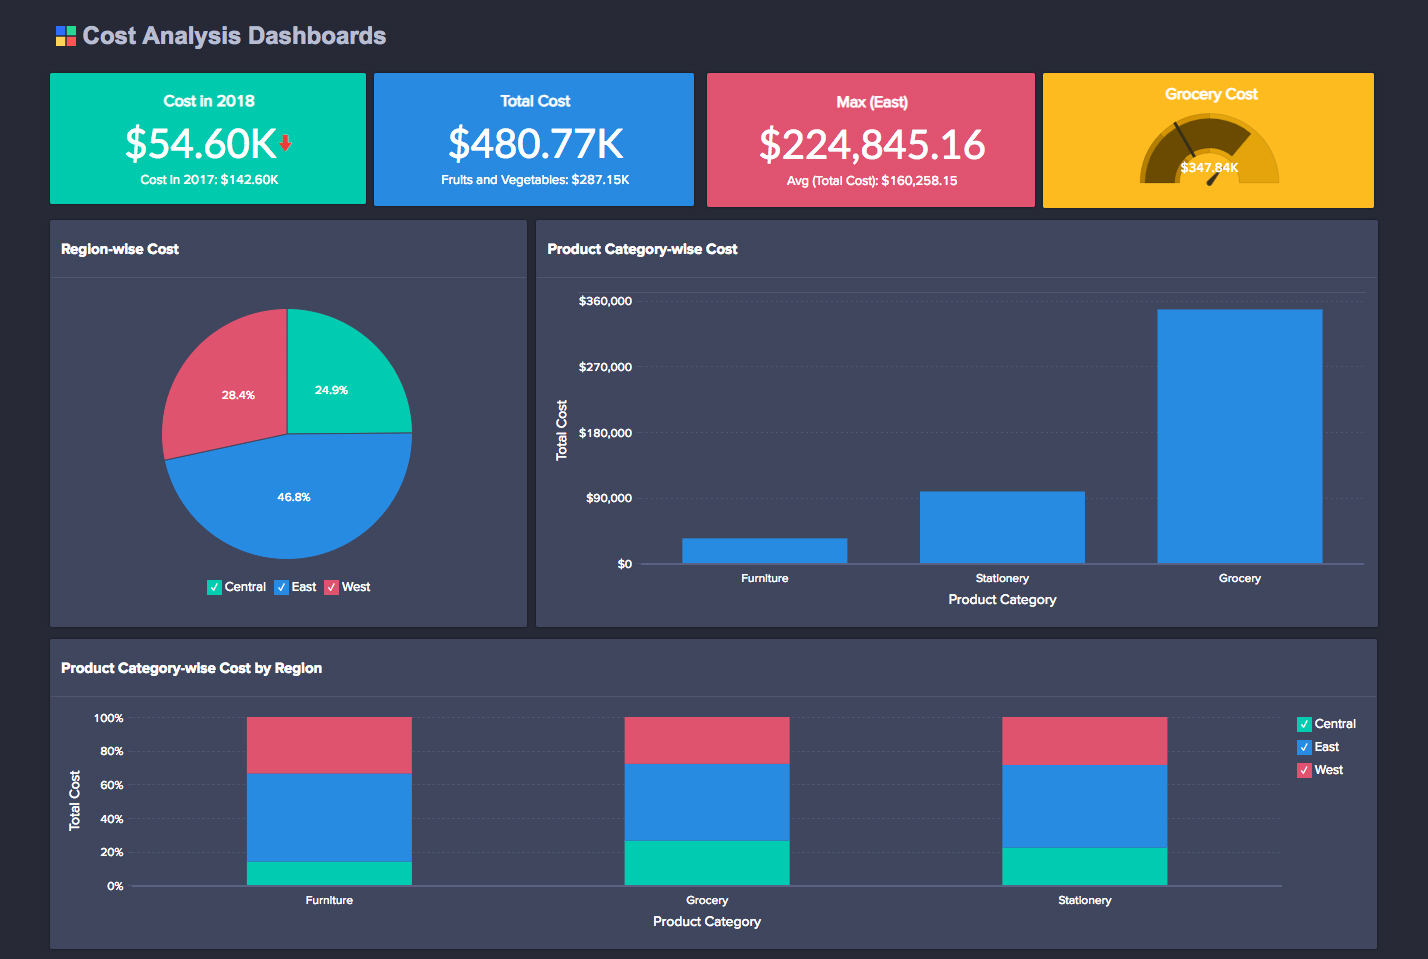 Cost Analysis Dashboards
Cost in 2018
$54.60K
Cost in 2017: $142.60K
Total Cost
$480.77K
Fruits and Vegetables: $287.15K
Max (East)
$224,845.16
Avg (Total Cost): $160,258.15
Grocery Cost
$347.84K
Region-wise Cost
28.4%
24.9%
46.8%
Central
East
West
Product Category-wise Cost
Total Cost
$360,000
$270,000
$180,000
$90,000
$0
Furniture
Stationery
Grocery
Product Category
Product Category-wise Cost by Region
Total Cost
100%
80%
60%
40%
20%
0%
Furniture
Grocery
Stationery
Product Category
Central
East
West